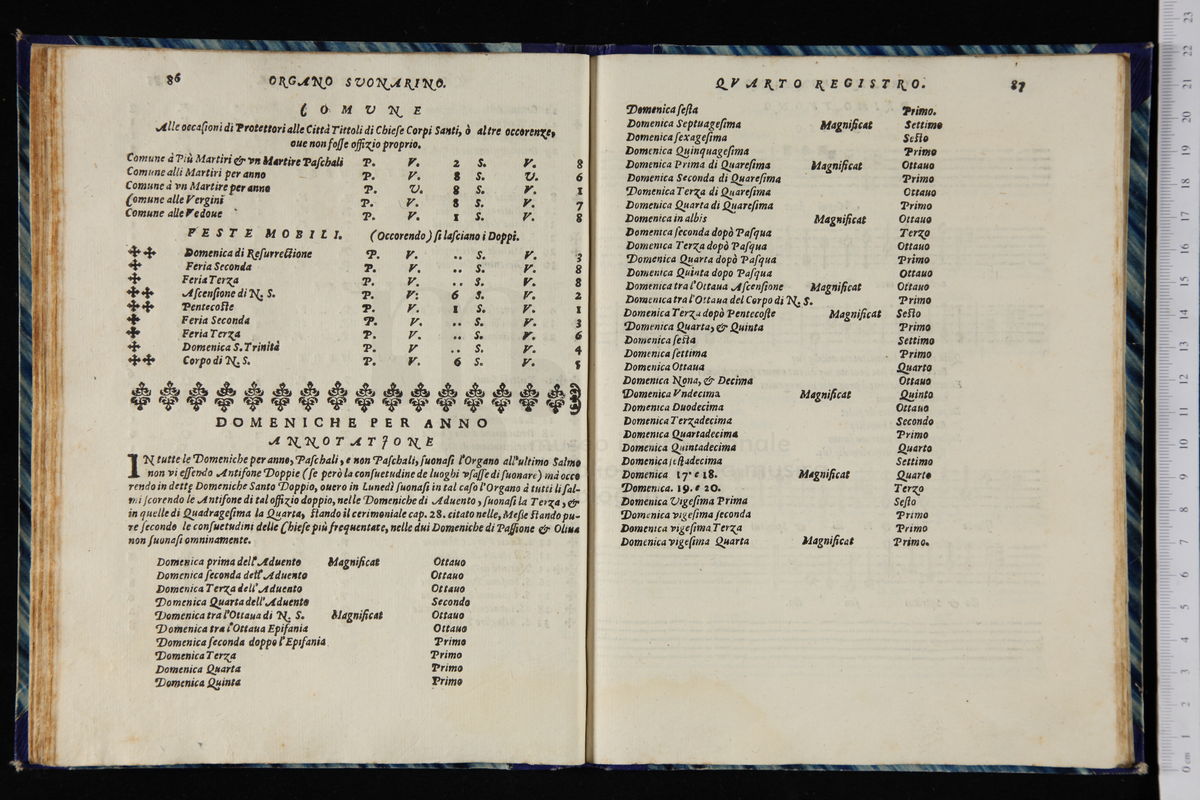 86 ORGANO SVONARINO.
COMVNE
Alle occaſioni di Protettori alle Città Tittoli di Chieſe Corpi Santi, ò altre occorenze,
oue non foſſe offizio proprio.
Comune à Più Martiri & vn Martire Paſchali P. V. 2 S. V. 8
Comune alli Martiri per anno P. V. 8 S. V. 6
Comune à vn Martire per anno P. V. 8 S. V. 1
Comune alle Vergini P. V. 8 S. V. 7
Comune alle Vedoue P. V. 1 S. V. 8
FESTE MOBILI. (Occorendo) ſi laſciano i Doppi.
✠✠ Domenica di Reſurrectione P. V. .. S. V. 3
✠ Feria Seconda P. V. .. S. V. 8
✠ Feria Terza P. V. .. S. V. 8
✠✠ Aſcenſione di N. S. P. V: 6 S. V. 2
✠✠ Pentecoſte P. V. 1 S. V. 1
✠ Feria Seconda P. V. .. S. V. 3
✠ Feria Terza P. V. .. S. V. 6
✠ Domenica S. Trinità P. V. .. S. V. 4
✠✠ Corpo di N. S. P. V. 6 S. V. 5
DOMENICHE PER ANNO
ANNOTATIONE
IN tutte le Domeniche per anno, Paſchali, e non Paſchali, ſuonaſi l'Organo all'ultimo Salmo
non vi eſſendo Antifone Doppie (ſe però la conſuetudine de luoghi vſaſſe di ſuonare) mà occo
rendo in dette Domeniche Santo Doppio, ouero in Lunedì ſuonaſi in tal caſo l'Organo à tutti li ſal-
mi ſcorendo le Antifone di tal offizio doppio, nelle Domeniche di Aduento, ſuonaſi la Terza, &
in quelle di Quadrageſima la Quarta, ſtando il cerimoniale cap. 28. citato nelle, Meſse ſtando pu-
re ſecondo le conſuetudini delle Chieſe più frequentate, nelle dui Domeniche di Paſſione & Oliua
non ſuonaſi omninamente.
Domenica prima dell'Aduento Magnificat Ottauo
Domenica ſeconda dell'Aduento Ottauo
Domenica Terza dell'Aduento Ottauo
Domenica Quarta dell'Aduento Secondo
Domenica tra l'Ottaua di N. S. Magnificat Ottauo
Domenica tra l'Ottaua Epifania Ottauo
Domenica ſeconda doppo l'Epifania Primo
Domenica Terza Primo
Domenica Quarta Primo
Domenica Quinta Primo
QVARTO REGISTRO. 87
Domenica ſeſta Primo.
Domenica Septuageſima Magnificat Settimo
Domenica ſexageſima Seſto
Domenica Quinquageſima Primo
Domenica Prima di Quareſima Magnificat Ottauo
Domenica Seconda di Quareſima Primo
Domenica Terza di Quareſima Ottauo
Domenica Quarta di Quareſima Primo
Domenica in albis Magnificat Ottauo
Domenica ſeconda dopò Paſqua Terzo
Domenica Terza dopò Paſqua Ottauo
Domenica Quarta dopò Paſqua Primo
Domenica Quinta dopo Paſqua Ottauo
Domenica tra l'Ottaua Aſcenſione Magnificat Ottauo
Domenica tra l'Ottaua del Corpo di N. S. Primo
Domenica Terza dopò Pentecoſte Magnificat Seſto
Domenica Quarta, & Quinta Primo
Domenica ſeſta Settimo
Domenica ſettima Primo
Domenica Ottaua Quarto
Domenica Nona, & Decima Ottauo
Domenica Vndecima Magnificat Quinto
Domenica Duodecima Ottauo
Domenica Terzadecima Secondo
Domenica Quartadecima Primo
Domenica Quintadecima Quarto
Domenica ſeſtadecima Settimo
Domenica 17. e 18. Magnificat Quarto
Domenica. 19. e 20. Terzo
Domenica Vigeſima Prima Seſto
Domenica vigeſima ſeconda Primo
Domenica vigeſima Terza Primo
Domenica vigeſima Quarta Magnificat Primo.